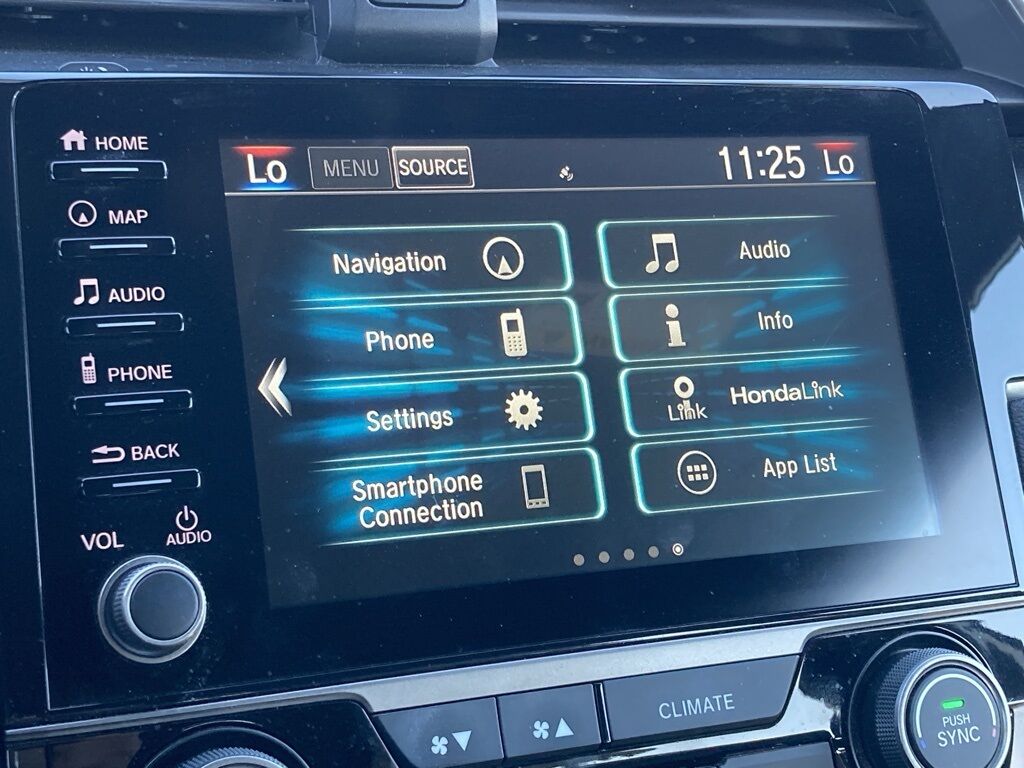 HOME
MAP
AUDIO
PHONE
BACK
VOL
AUDIO
Lo MENU SOURCE 11:25 Lo
Navigation
Audio
Phone
Info
Settings
Link HondaLink
Smartphone
Connection
App List
CLIMATE
PUSH
SYNC